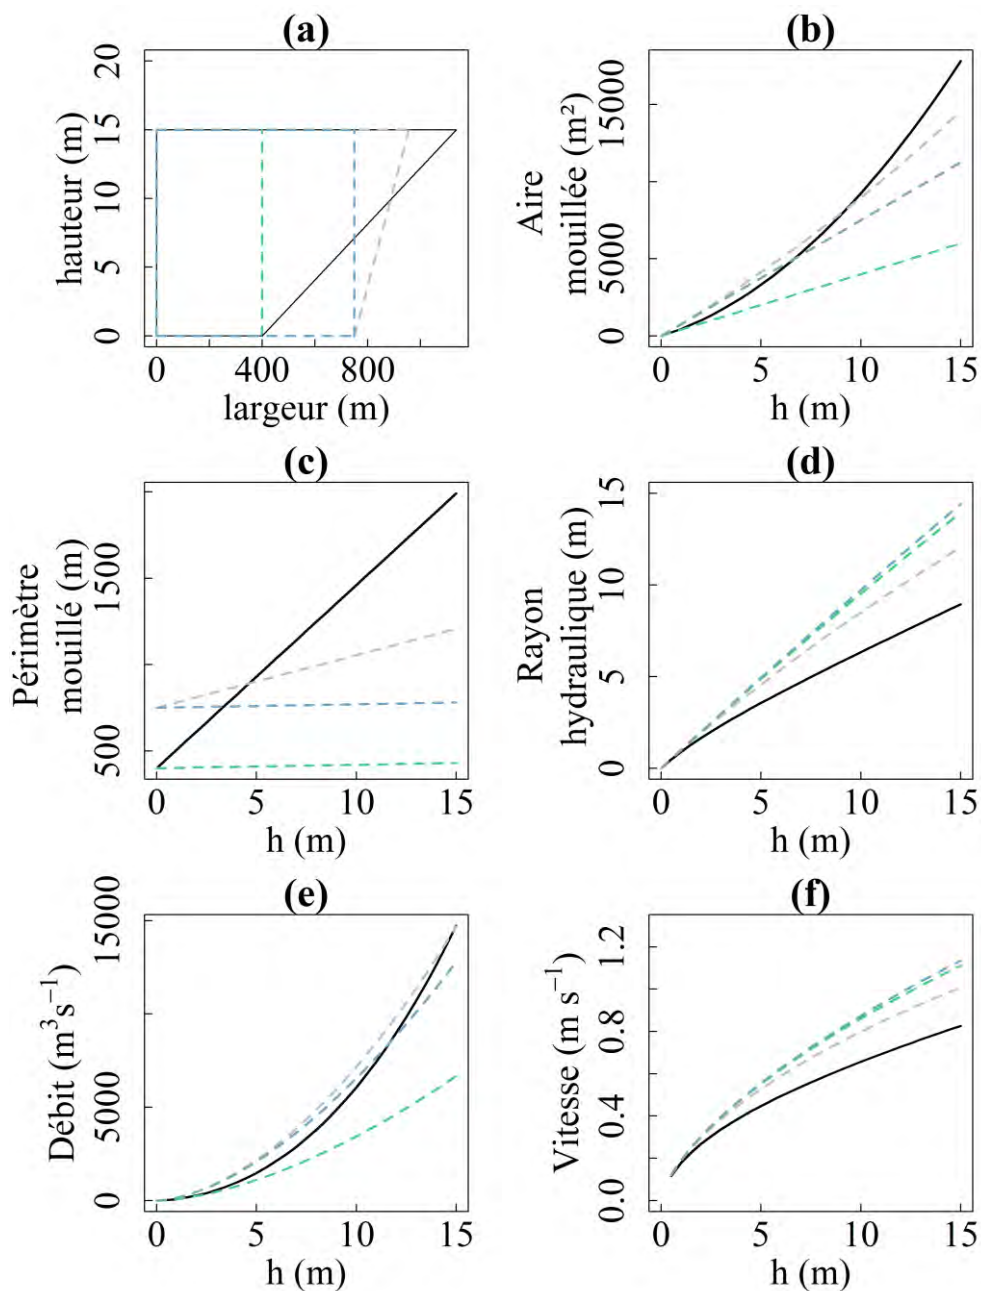 (a)
hauteur (m)
0 5 10 15 20
0 400 800
largeur (m)
(b)
Aire
mouillée (m²)
5000 15000
0 5 10 15
h (m)
(c)
Périmètre
mouillé (m)
500 1500
0 5 10 15
h (m)
(d)
Rayon
hydraulique (m)
0 5 10 15
0 5 10 15
h (m)
(e)
Débit (m³s⁻¹)
0 5000 15000
0 5 10 15
h (m)
(f)
Vitesse (m s⁻¹)
0.0 0.4 0.8 1.2
0 5 10 15
h (m)